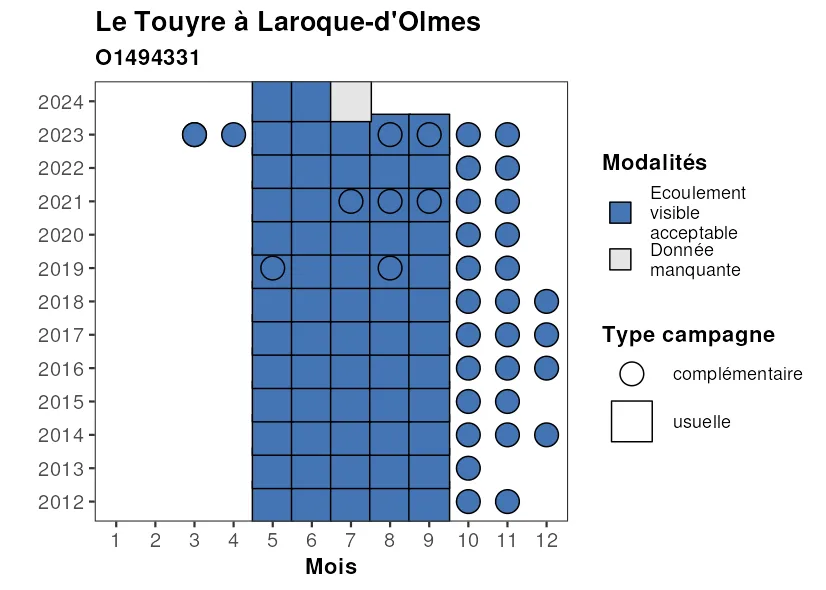 Le Touyre à Laroque-d'Olmes
O1494331
2024
2023
2022
2021
2020
2019
2018
2017
2016
2015
2014
2013
2012
1 2 3 4 5 6 7 8 9 10 11 12
Mois
Modalités
Ecoulement
visible
acceptable
Donnée
manquante
Type campagne
complémentaire
usuelle